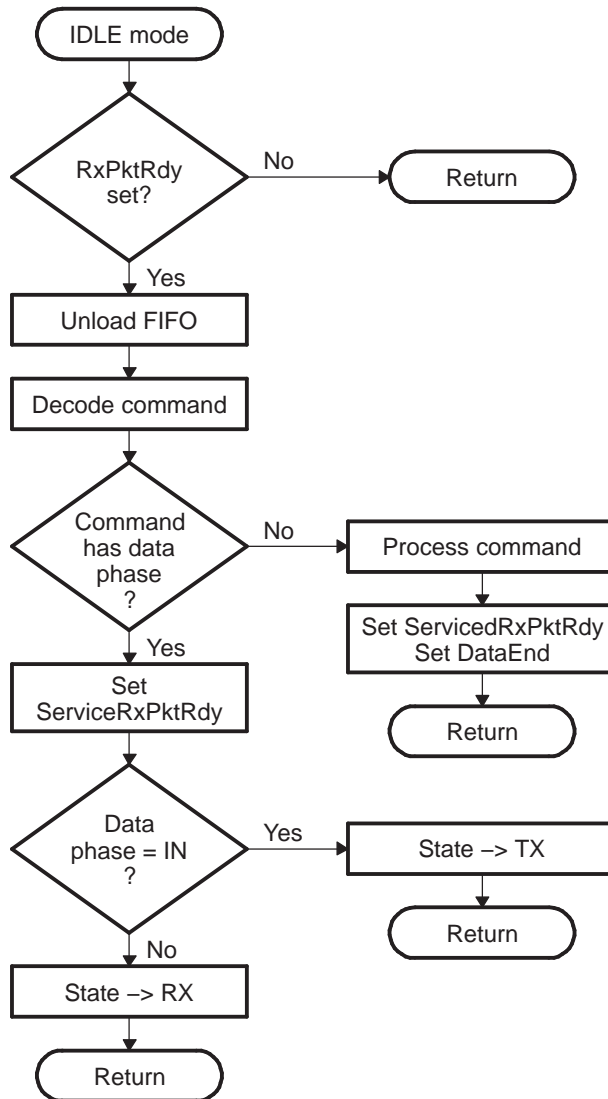 IDLE mode
RxPktRdy
set?
No
Return
Yes
Unload FIFO
Decode command
Command
has data
phase
?
No
Process command
Set ServicedRxPktRdy
Set DataEnd
Return
Yes
Set
ServiceRxPktRdy
Data
phase = IN
?
Yes
State −> TX
Return
No
State −> RX
Return